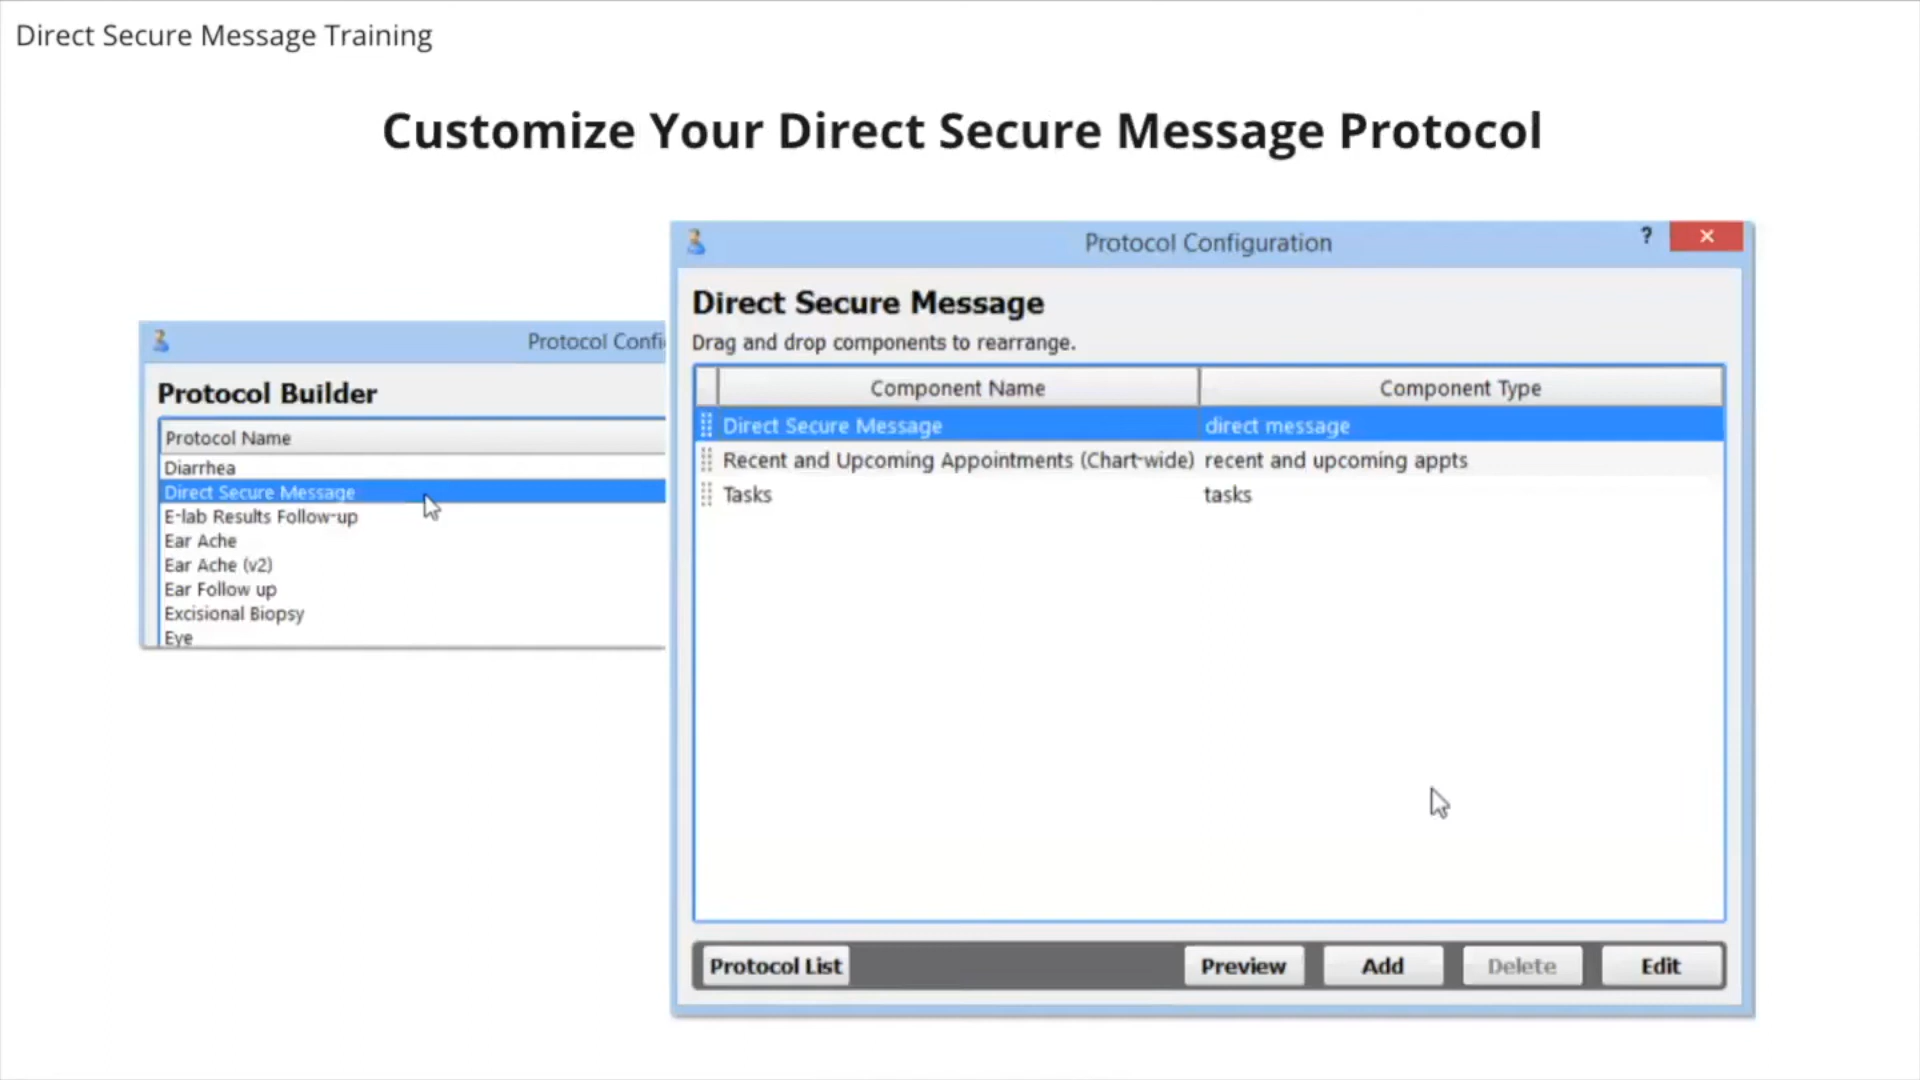 Direct Secure Message Training
Customize Your Direct Secure Message Protocol
Protocol Confi
Protocol Builder
Protocol Name
Diarrhea
Direct Secure Message
E-lab Results Follow-up
Ear Ache
Ear Ache (v2)
Ear Follow up
Excisional Biopsy
Eye
Protocol Configuration
?
Direct Secure Message
Drag and drop components to rearrange.
Component Name Component Type
Direct Secure Message direct message
Recent and Upcoming Appointments (Chart-wide) recent and upcoming appts
Tasks tasks
Protocol List Preview Add Delete Edit